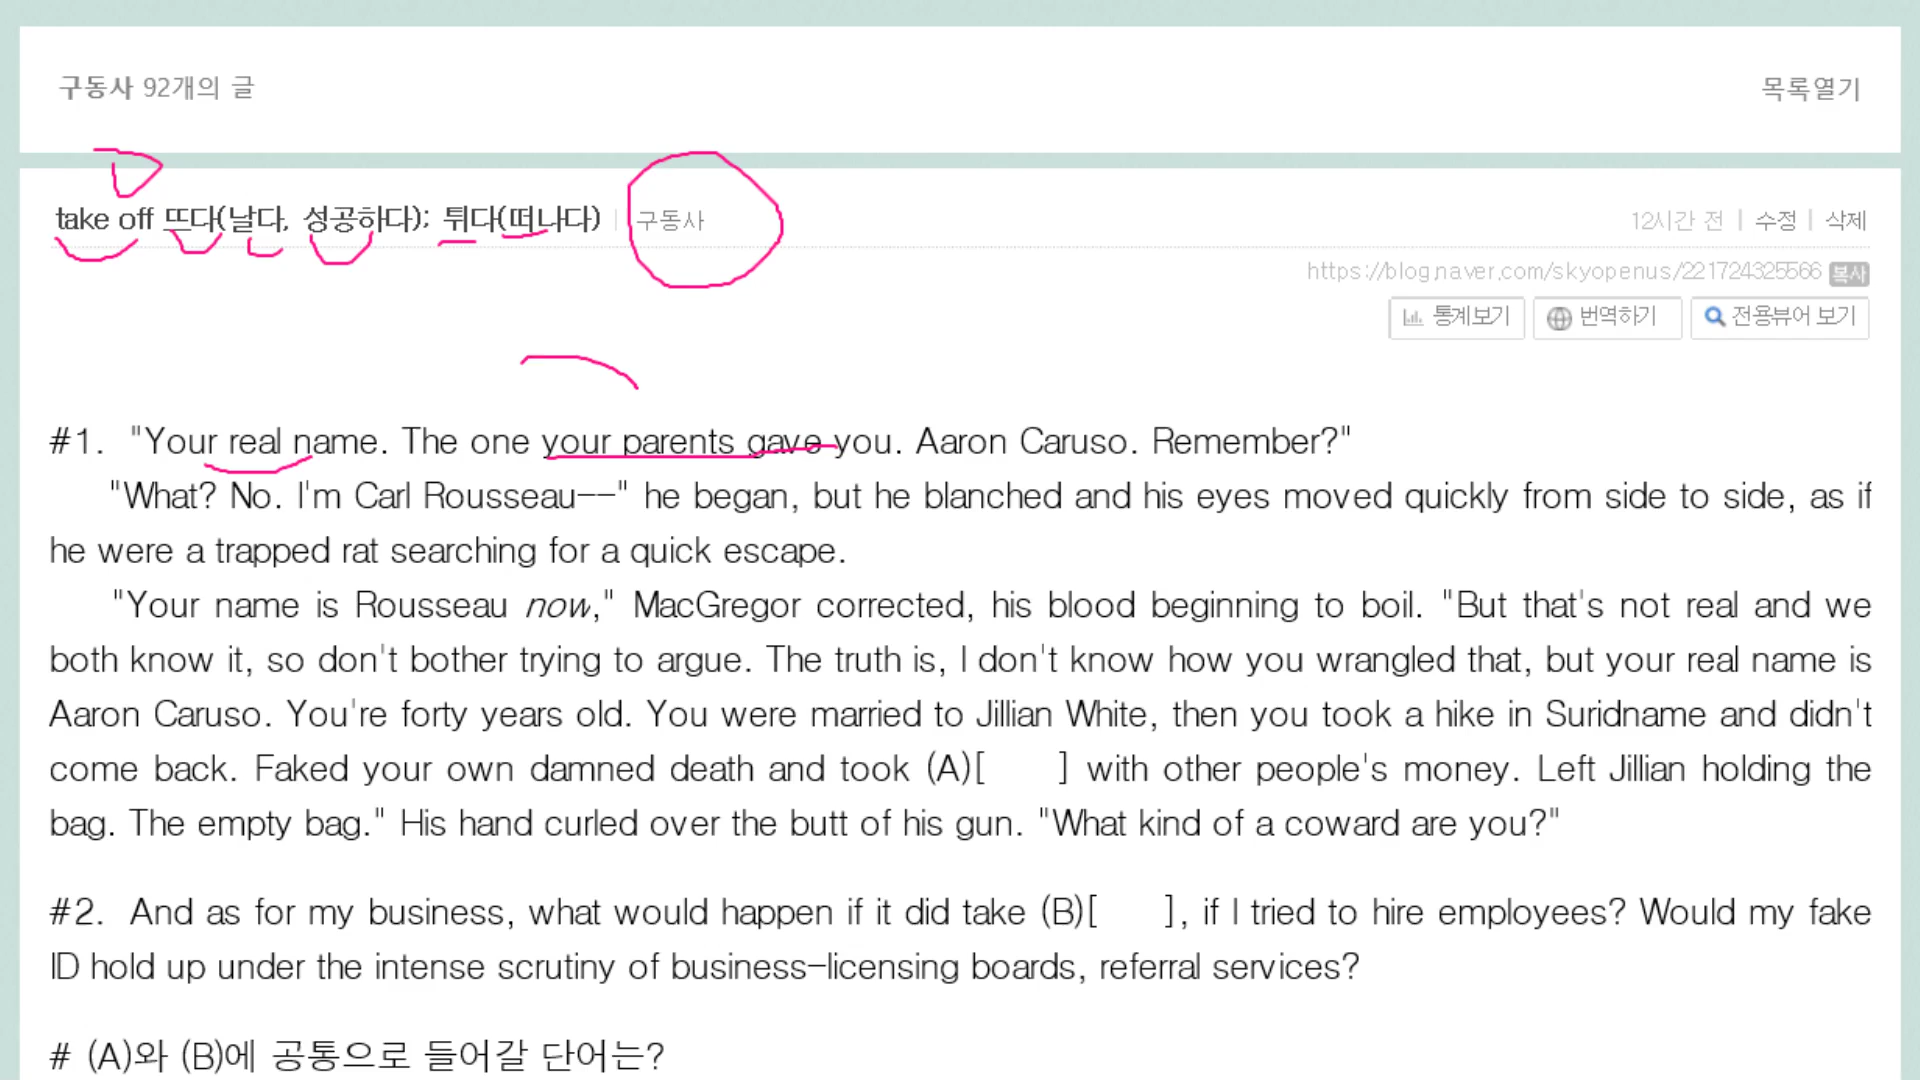 구동사 92개의 글
목록열기
take off 뜨다(날다, 성공하다); 튀다(떠나다) | 구동사
12시간 전 | 수정 | 삭제
https://blog.naver.com/skyopenus/221724325566 복사
통계보기 번역하기 전용뷰어 보기
#1. "Your real name. The one your parents gave you. Aaron Caruso. Remember?"
"What? No. I'm Carl Rousseau--" he began, but he blanched and his eyes moved quickly from side to side, as if
he were a trapped rat searching for a quick escape.
"Your name is Rousseau now," MacGregor corrected, his blood beginning to boil. "But that's not real and we
both know it, so don't bother trying to argue. The truth is, I don't know how you wrangled that, but your real name is
Aaron Caruso. You're forty years old. You were married to Jillian White, then you took a hike in Suridname and didn't
come back. Faked your own damned death and took (A)[ ] with other people's money. Left Jillian holding the
bag. The empty bag." His hand curled over the butt of his gun. "What kind of a coward are you?"
#2. And as for my business, what would happen if it did take (B)[ ], if I tried to hire employees? Would my fake
ID hold up under the intense scrutiny of business-licensing boards, referral services?
# (A)와 (B)에 공통으로 들어갈 단어는?